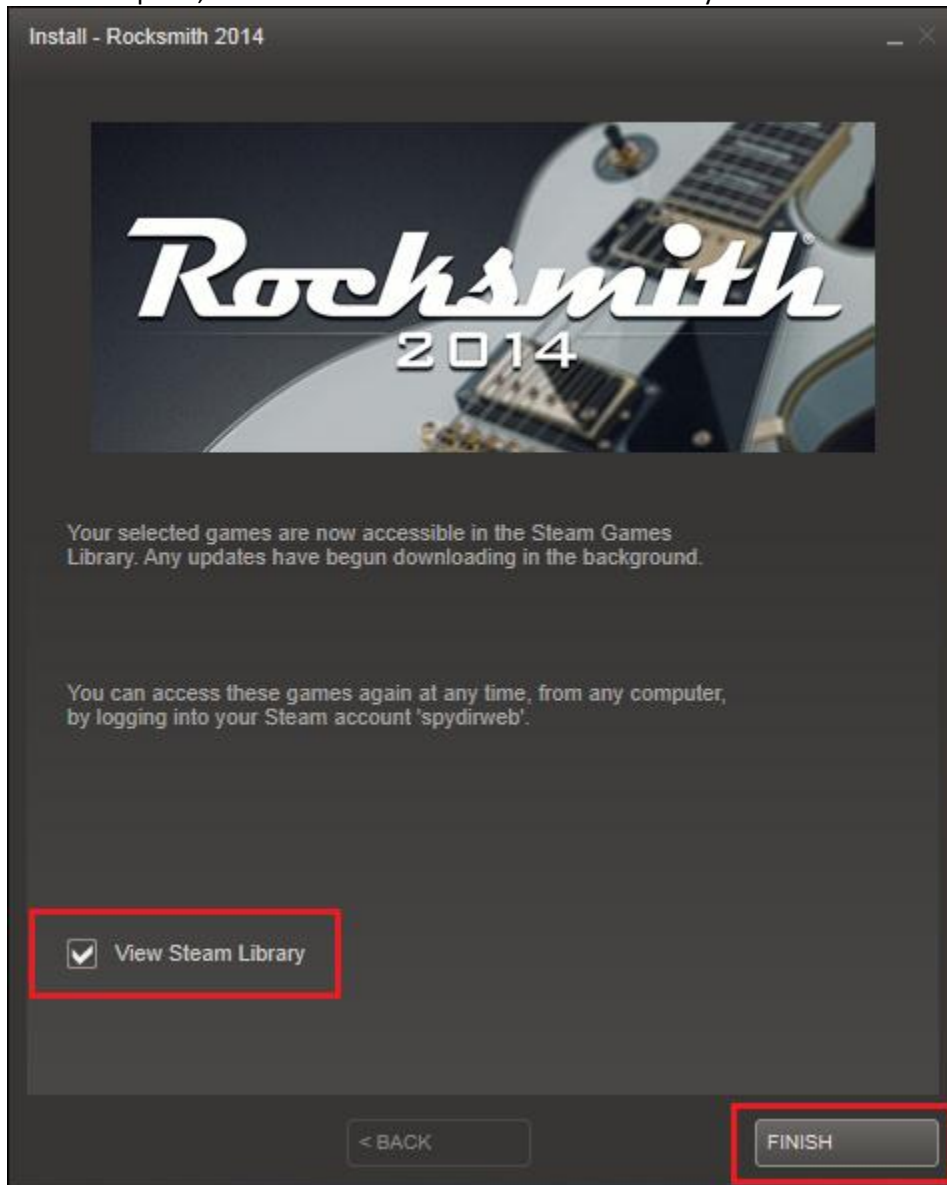 Install - Rocksmith 2014
Rocksmith®
2014
Your selected games are now accessible in the Steam Games
Library. Any updates have begun downloading in the background.
You can access these games again at any time, from any computer,
by logging into your Steam account 'spydirweb'.
View Steam Library
< BACK
FINISH